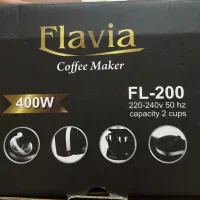 Flavia
Coffee Maker
400W
FL-200
220-240v 50 hz
capacity 2 cups